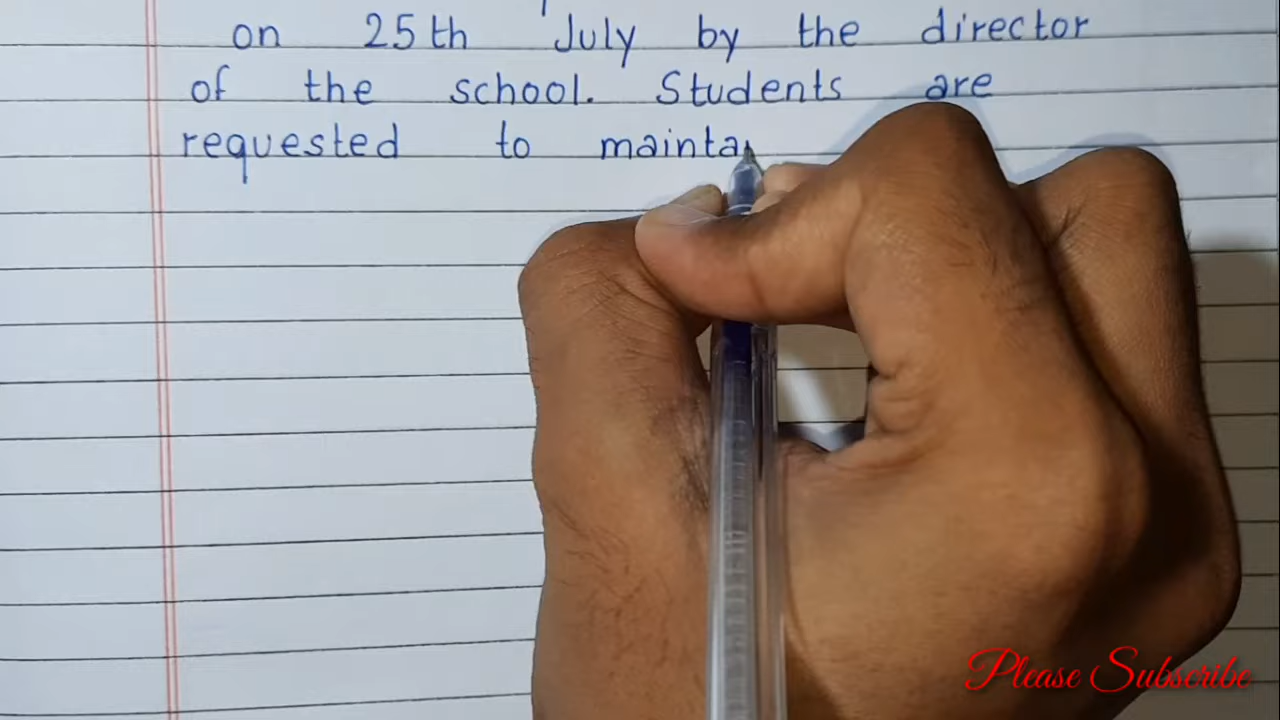 on 25th July by the director
of the school. Students are
requested to mainta
Please Subscribe